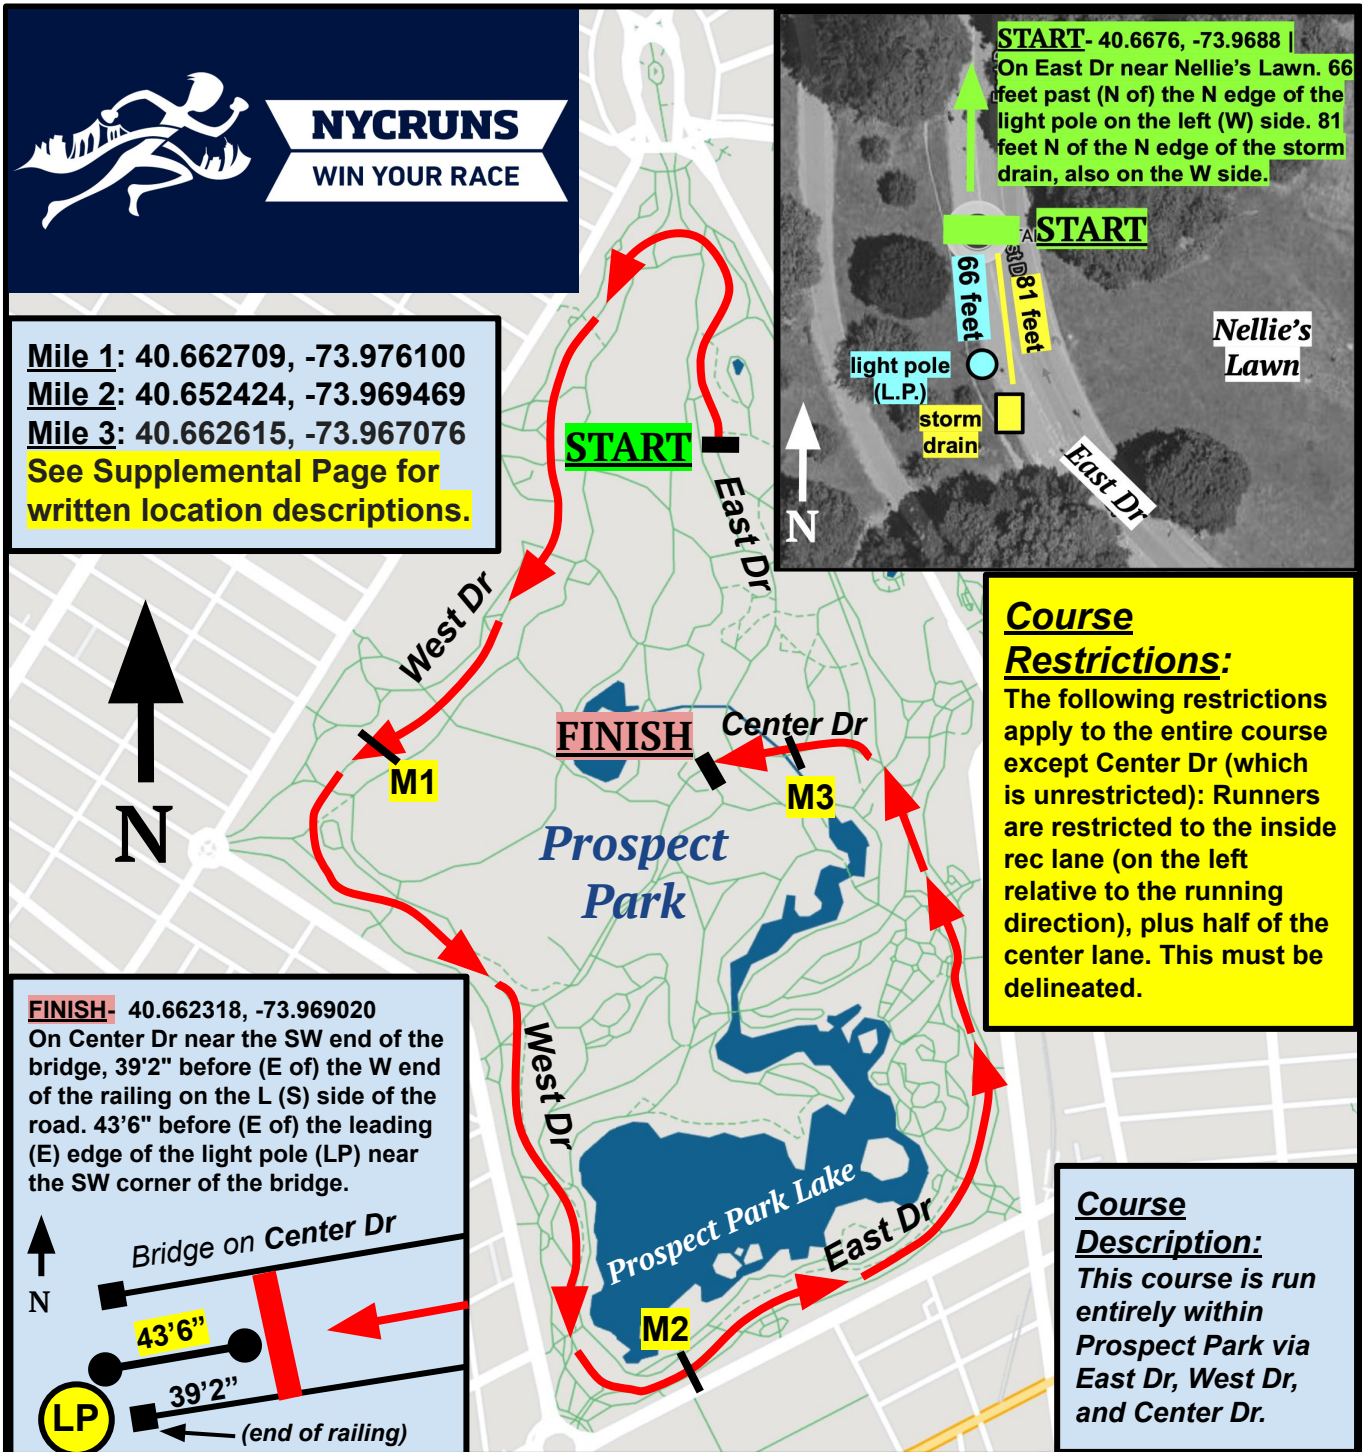 NYCRUNS
WIN YOUR RACE
START- 40.6676, -73.9688 |
On East Dr near Nellie's Lawn. 66
feet past (N of) the N edge of the
light pole on the left (W) side. 81
feet N of the N edge of the storm
drain, also on the W side.
START
66 feet
81 feet
light pole
(L.P.)
storm
drain
Nellie's
Lawn
East Dr
N
Mile 1: 40.662709, -73.976100
Mile 2: 40.652424, -73.969469
Mile 3: 40.662615, -73.967076
See Supplemental Page for
written location descriptions.
START
East Dr
West Dr
N
M1
FINISH
Center Dr
M3
Prospect
Park
Course
Restrictions:
The following restrictions
apply to the entire course
except Center Dr (which
is unrestricted): Runners
are restricted to the inside
rec lane (on the left
relative to the running
direction), plus half of the
center lane. This must be
delineated.
FINISH- 40.662318, -73.969020
On Center Dr near the SW end of the
bridge, 39'2" before (E of) the W end
of the railing on the L (S) side of the
road. 43'6" before (E of) the leading
(E) edge of the light pole (LP) near
the SW corner of the bridge.
N
Bridge on Center Dr
43'6”
39'2”
LP
(end of railing)
West Dr
Prospect Park Lake
East Dr
M2
Course
Description:
This course is run
entirely within
Prospect Park via
East Dr, West Dr,
and Center Dr.